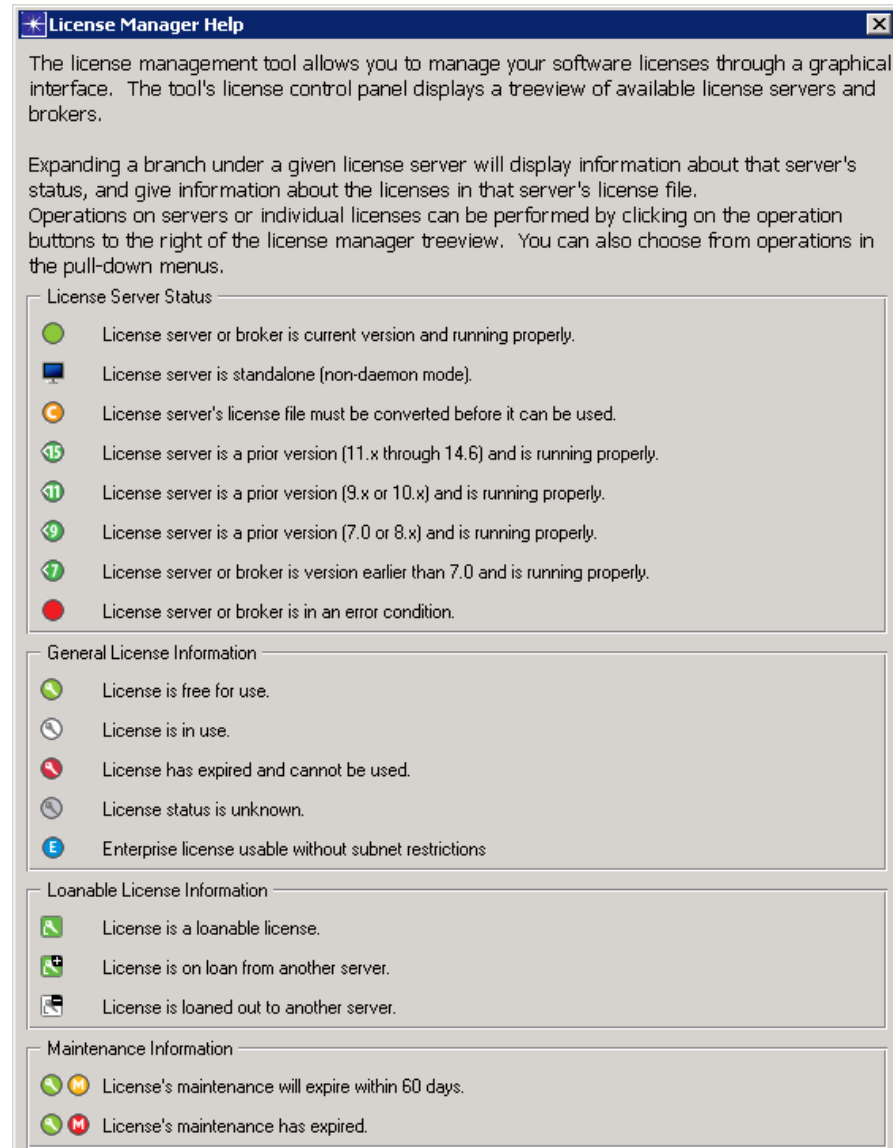 License Manager Help
The license management tool allows you to manage your software licenses through a graphical
interface.  The tool's license control panel displays a treeview of available license servers and
brokers.
Expanding a branch under a given license server will display information about that server's
status, and give information about the licenses in that server's license file.
Operations on servers or individual licenses can be performed by clicking on the operation
buttons to the right of the license manager treeview.  You can also choose from operations in
the pull-down menus.
License Server Status
License server or broker is current version and running properly.
License server is standalone (non-daemon mode).
C License server's license file must be converted before it can be used.
<15 License server is a prior version (11.x through 14.6) and is running properly.
<11 License server is a prior version (9.x or 10.x) and is running properly.
<9 License server is a prior version (7.0 or 8.x) and is running properly.
<7 License server or broker is version earlier than 7.0 and is running properly.
License server or broker is in an error condition.
General License Information
License is free for use.
License is in use.
License has expired and cannot be used.
License status is unknown.
E Enterprise license usable without subnet restrictions
Loanable License Information
License is a loanable license.
License is on loan from another server.
License is loaned out to another server.
Maintenance Information
M License's maintenance will expire within 60 days.
M License's maintenance has expired.